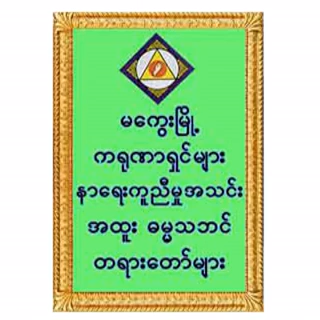 မကွေးမြို့
ကရုဏာရှင်များ
နာရေးကူညီမှုအသင်း
အထူး ဓမ္မသဘင်
တရားတော်များ